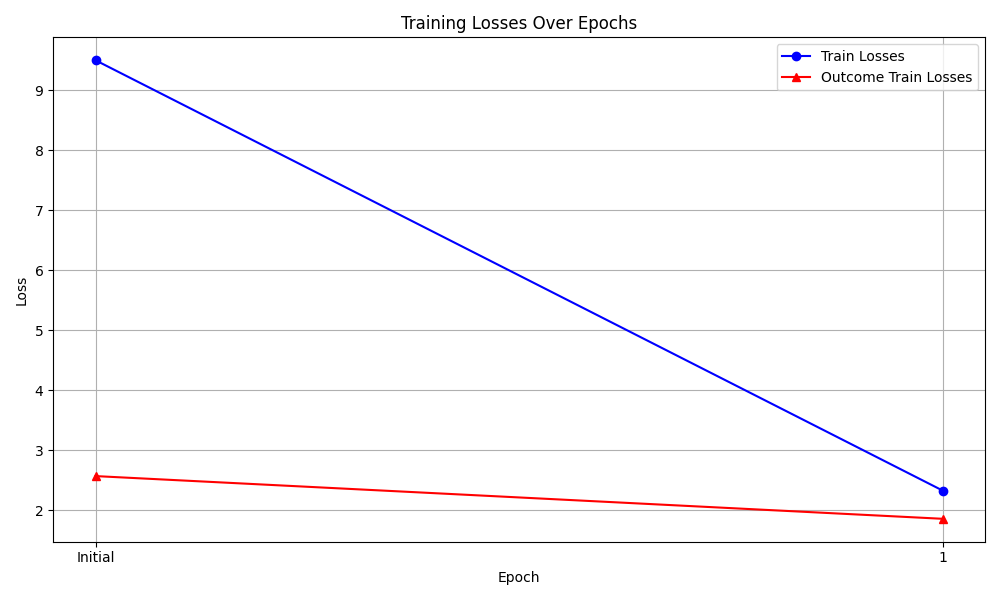 Training Losses Over Epochs
Train Losses
Outcome Train Losses
9
8
7
6
5
4
3
2
Loss
Initial
1
Epoch